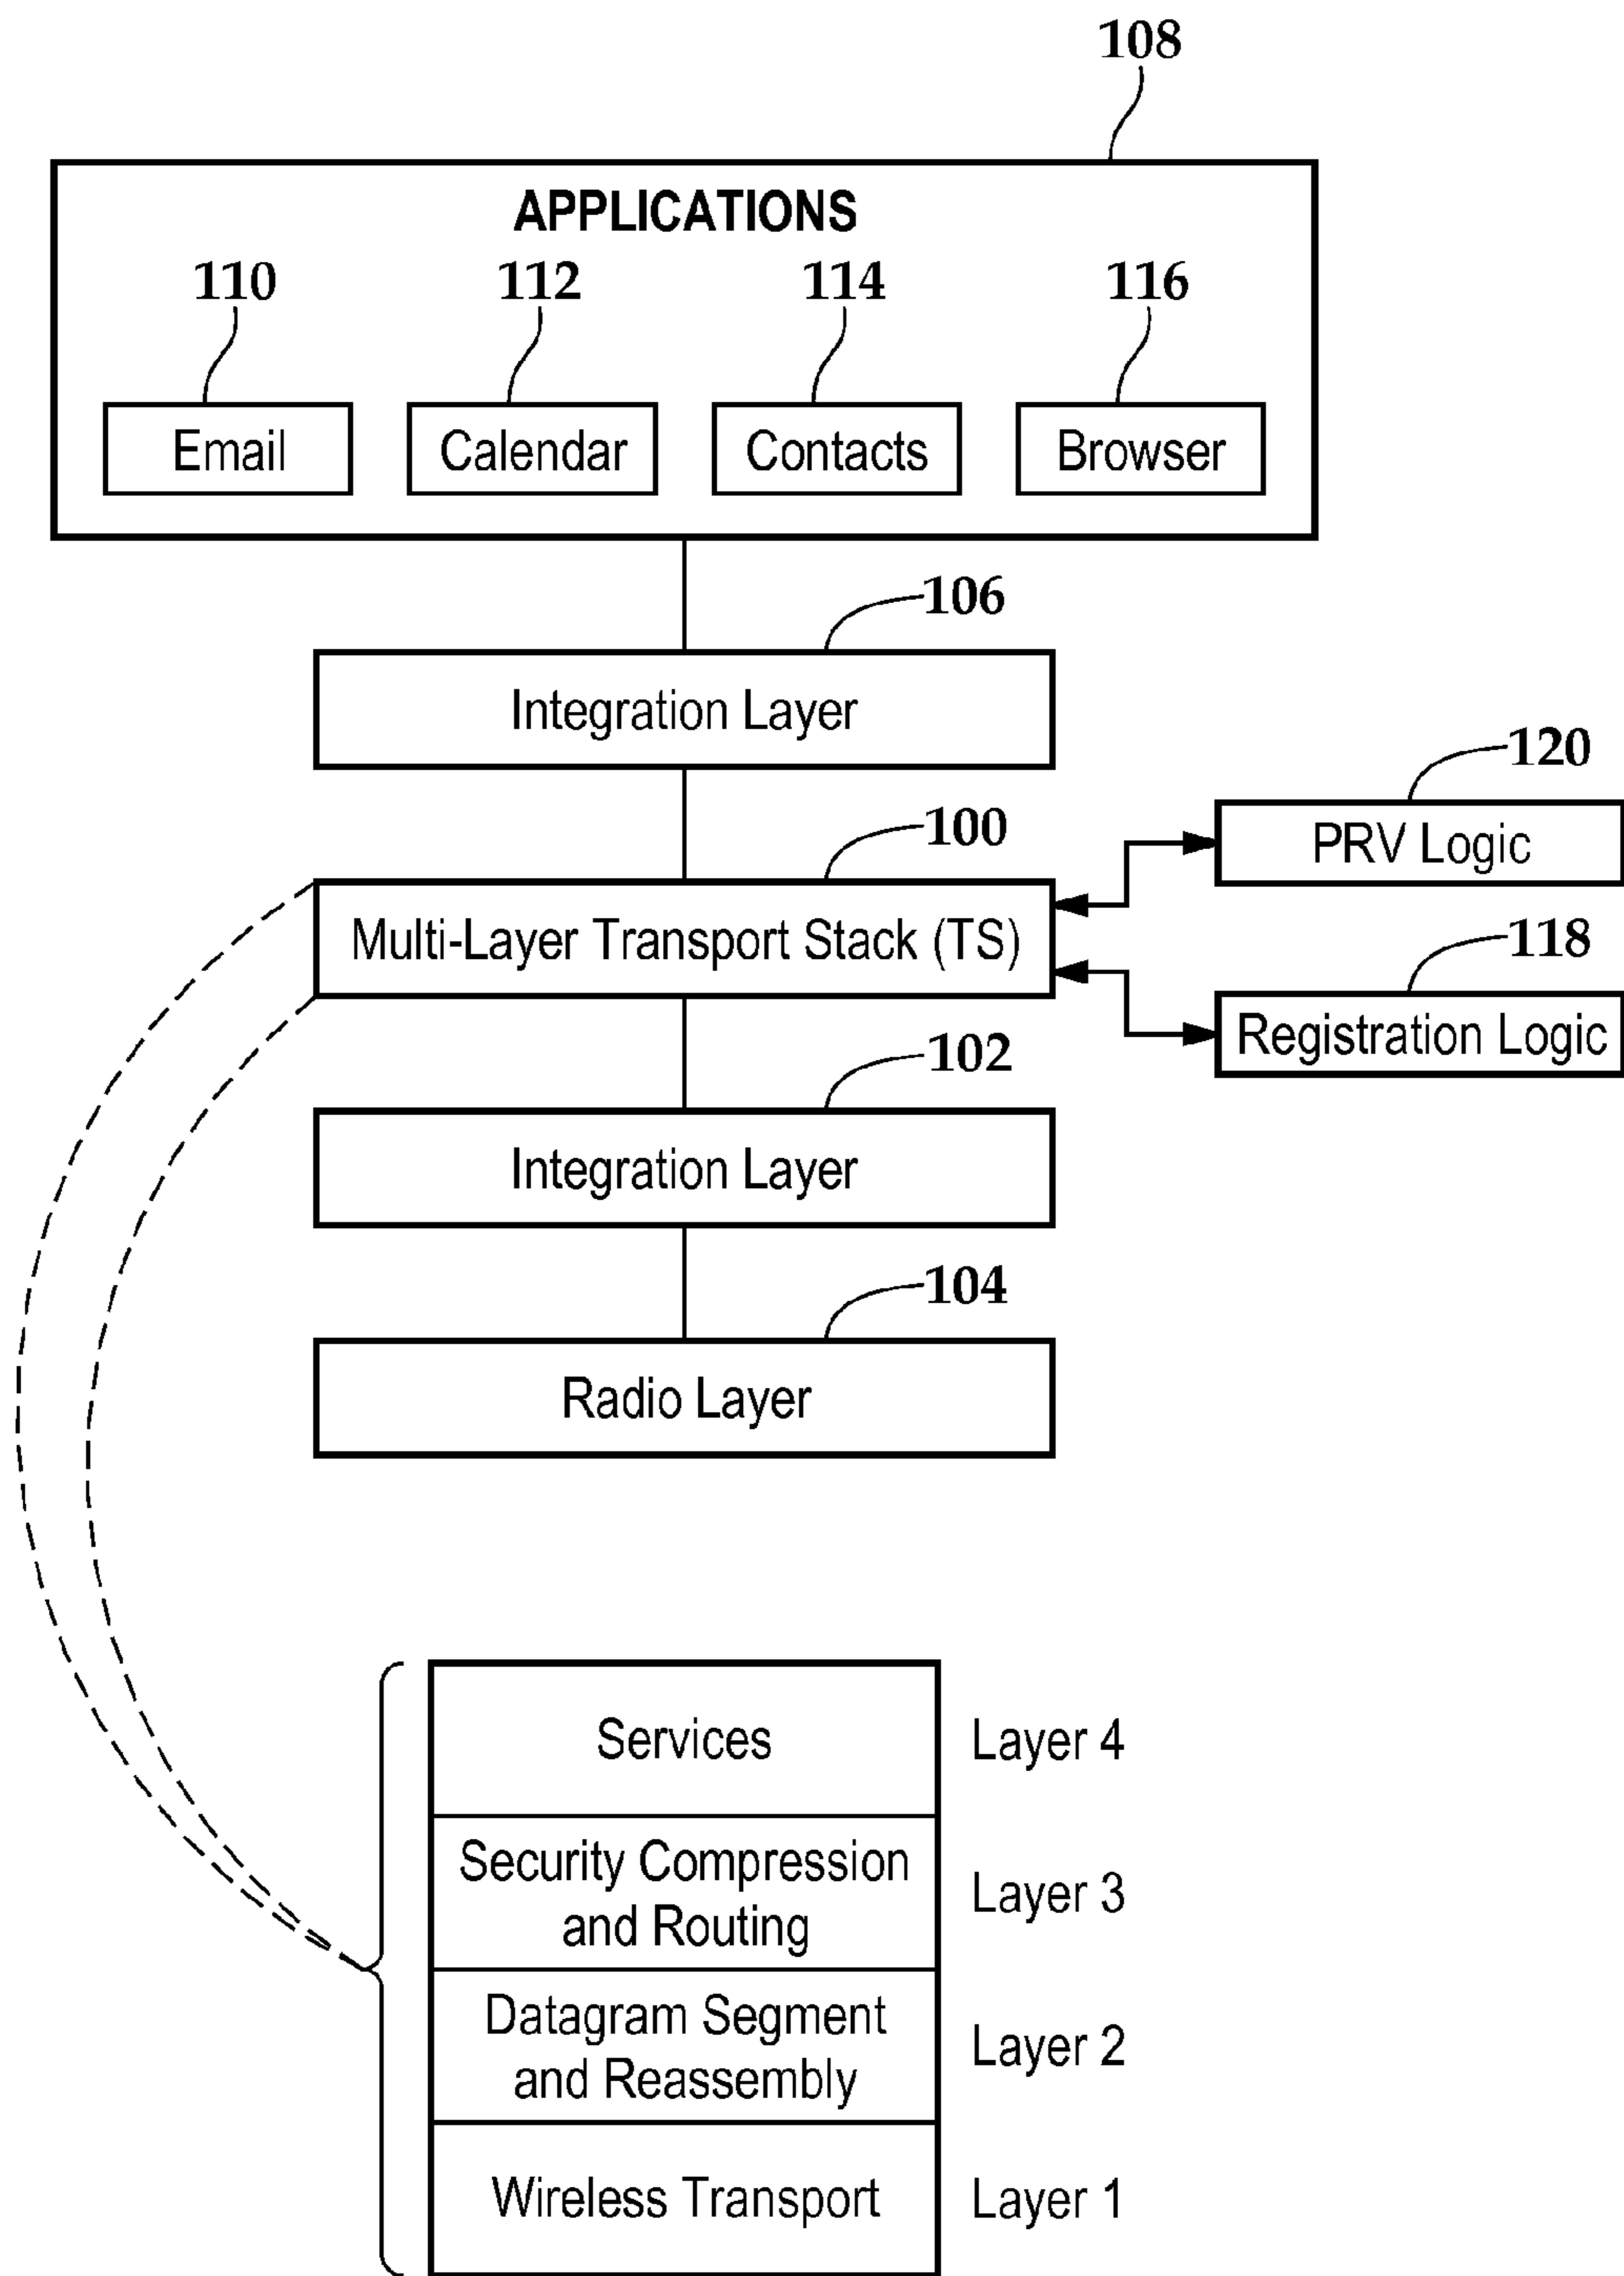 108
APPLICATIONS
110 112 114 116
Email Calendar Contacts Browser
106
Integration Layer
120
PRV Logic
100
Multi-Layer Transport Stack (TS)
118
Registration Logic
102
Integration Layer
104
Radio Layer
Services Layer 4
Security Compression
and Routing
Layer 3
Datagram Segment
and Reassembly
Layer 2
Wireless Transport Layer 1